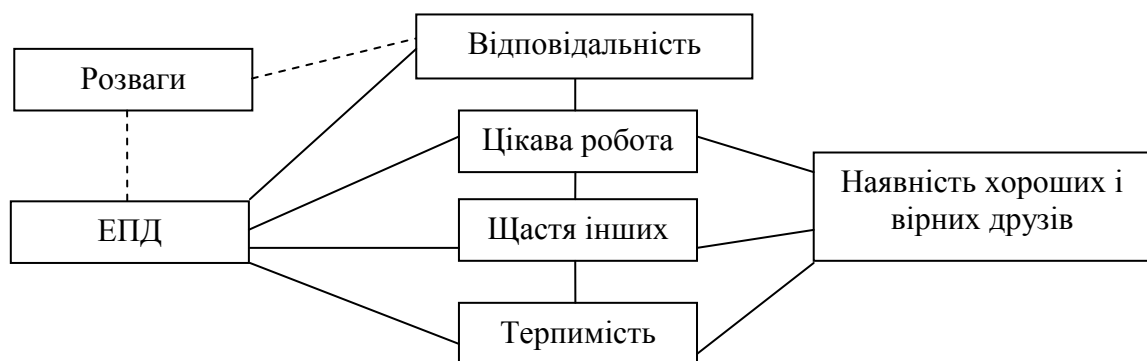 Відповідальність
Розваги
Цікава робота
Наявність хороших і
вірних друзів
ЕПД
Щастя інших
Терпимість